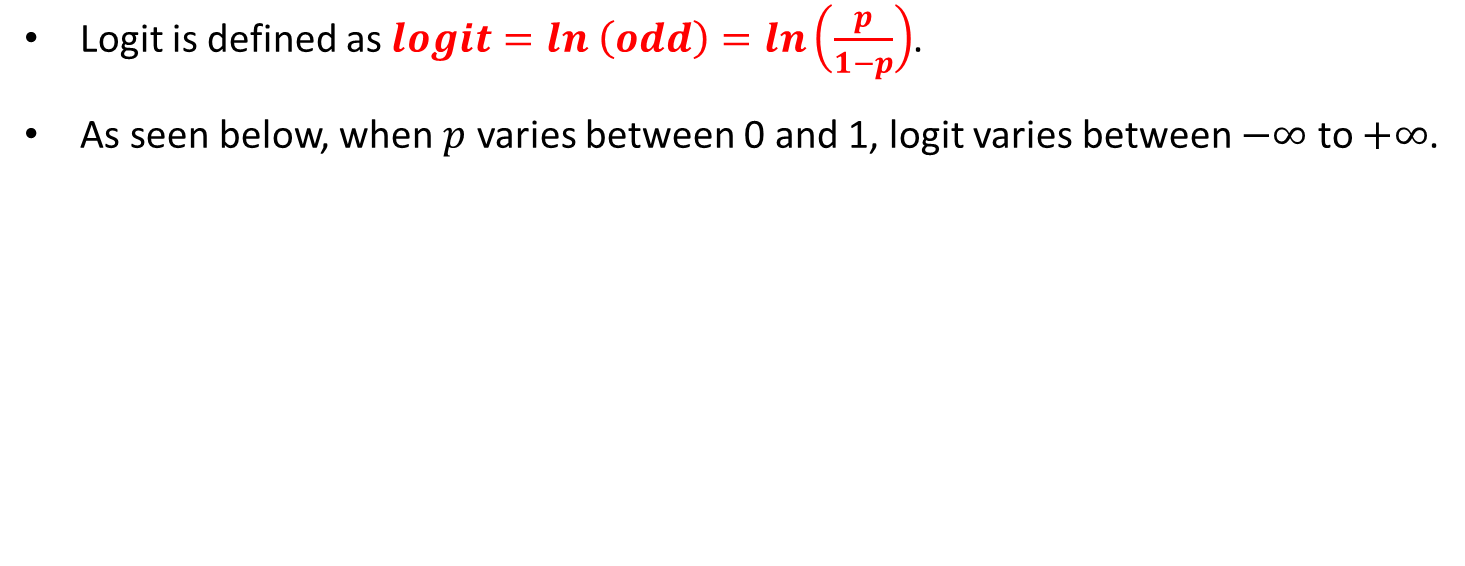 • Logit is defined as logit = ln (odd) = ln(p/(1−p)).
• As seen below, when p varies between 0 and 1, logit varies between −∞ to +∞.